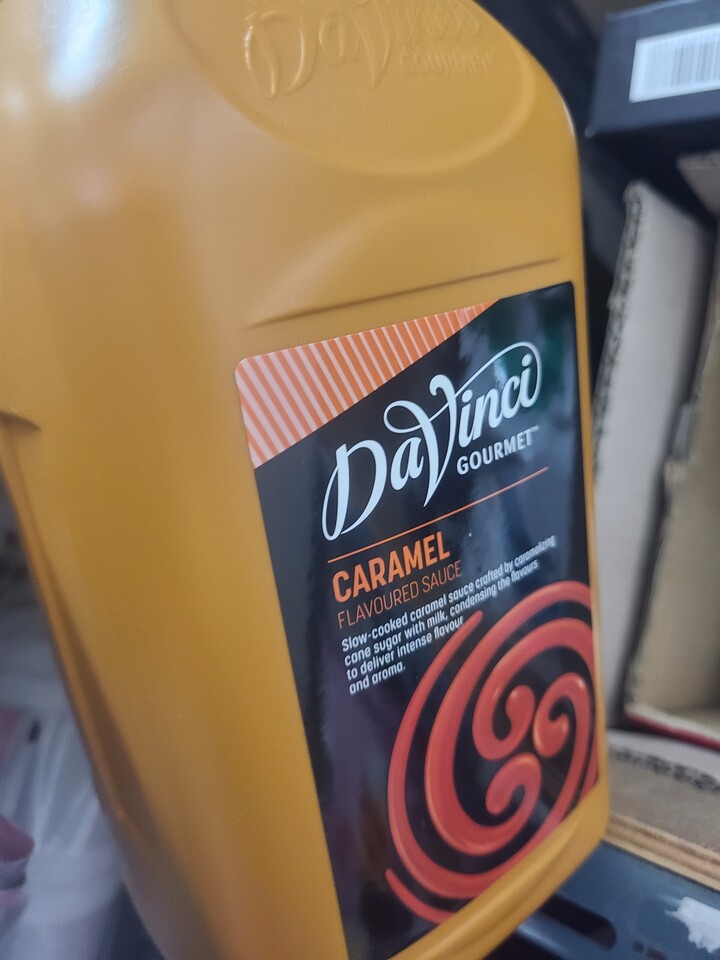 DaVinci
GOURMET
DaVinci
GOURMET™
CARAMEL
FLAVOURED SAUCE
Slow-cooked caramel sauce crafted by caramelizing
cane sugar with milk, condensing the flavours
to deliver intense flavour
and aroma.